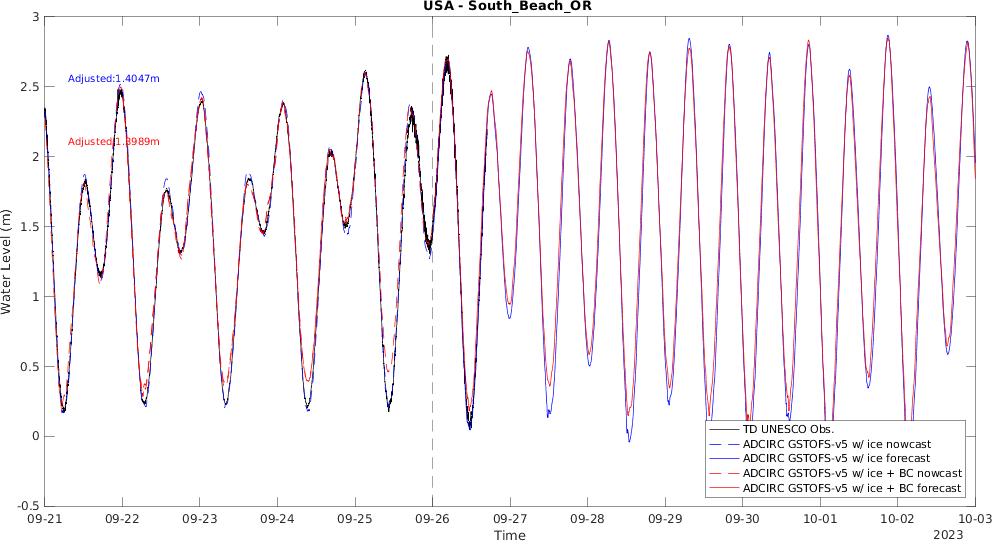 USA - South_Beach_OR
3
2.5
2
1.5
1
0.5
0
-0.5
Water Level (m)
Adjusted:1.4047m
Adjusted:1.3989m
TD UNESCO Obs.
ADCIRC GSTOFS-v5 w/ ice nowcast
ADCIRC GSTOFS-v5 w/ ice forecast
ADCIRC GSTOFS-v5 w/ ice + BC nowcast
ADCIRC GSTOFS-v5 w/ ice + BC forecast
09-21 09-22 09-23 09-24 09-25 09-26 09-27 09-28 09-29 09-30 10-01 10-02 10-03
Time
2023